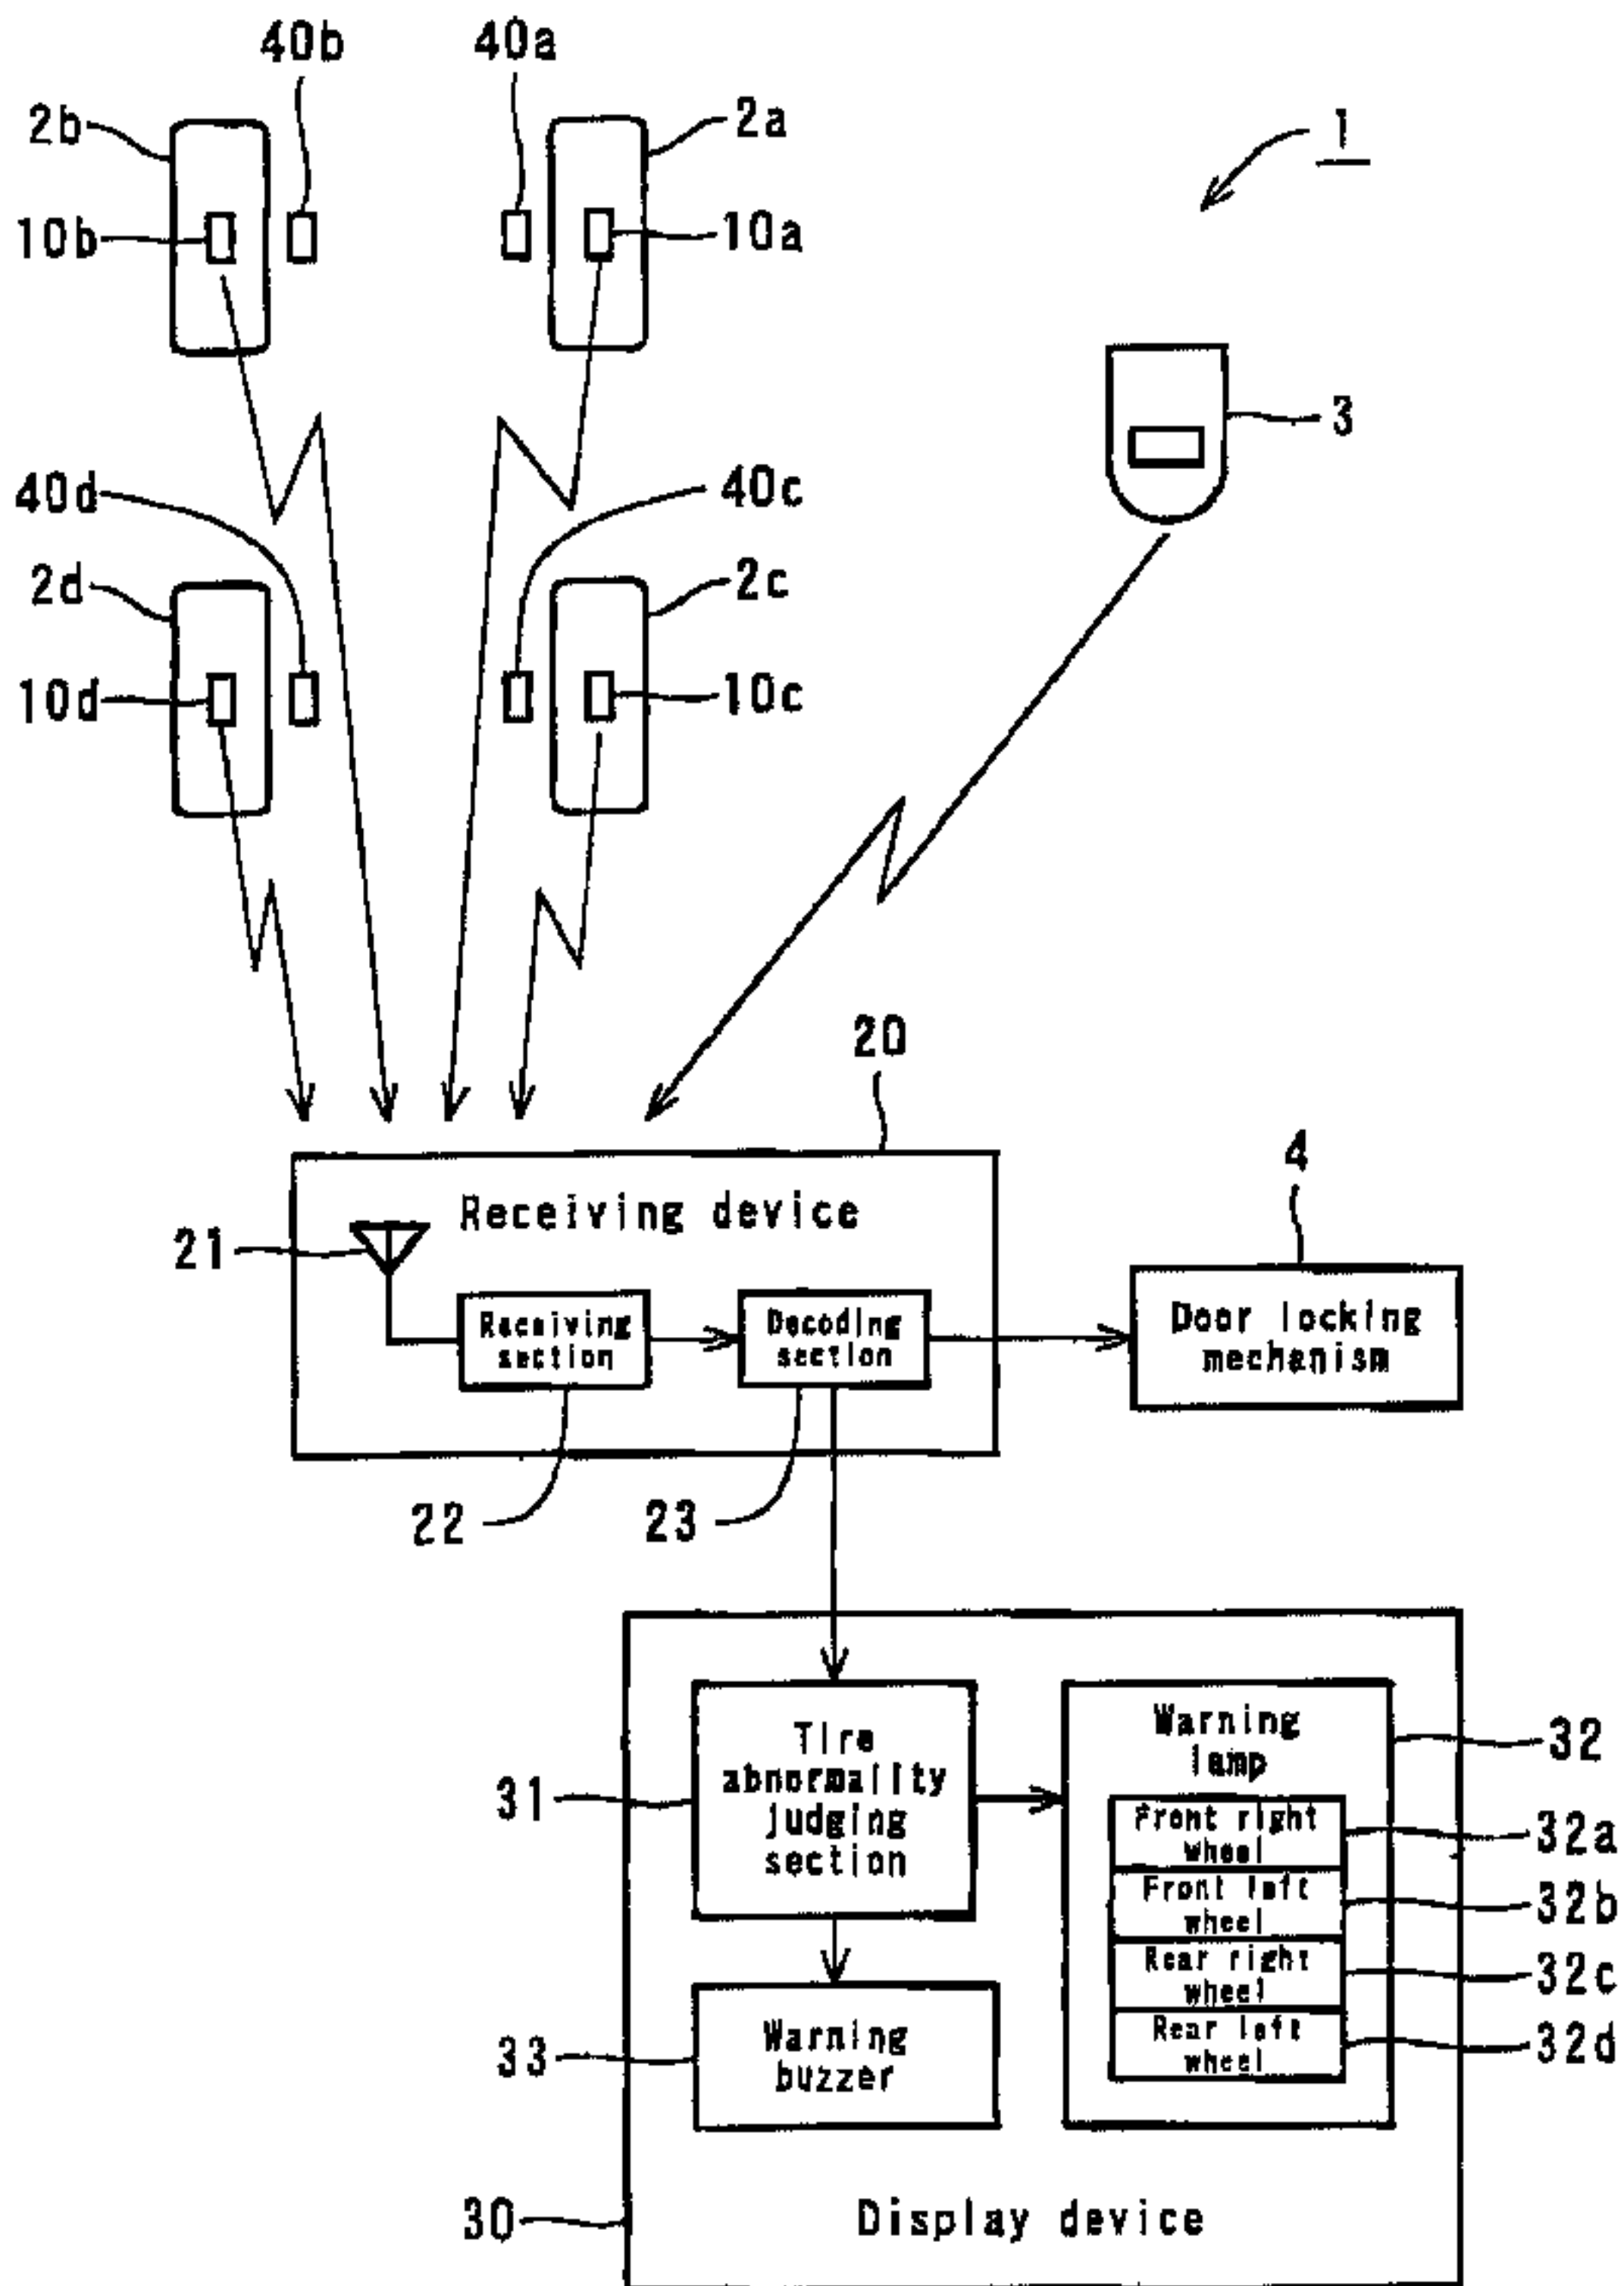 40b 40a
2b 2a
1
10b 10a
3
40d 40c
2d 2c
10d 10c
20
4
Receiving device
21
Receiving
section
Decoding
section
Door locking
mechanism
22 23
Tire
abnormality
judging
section
31
Warning
lamp
32
Front right
wheel
32a
Front left
wheel
32b
Rear right
wheel
32c
Rear left
wheel
32d
33
Warning
buzzer
30
Display device